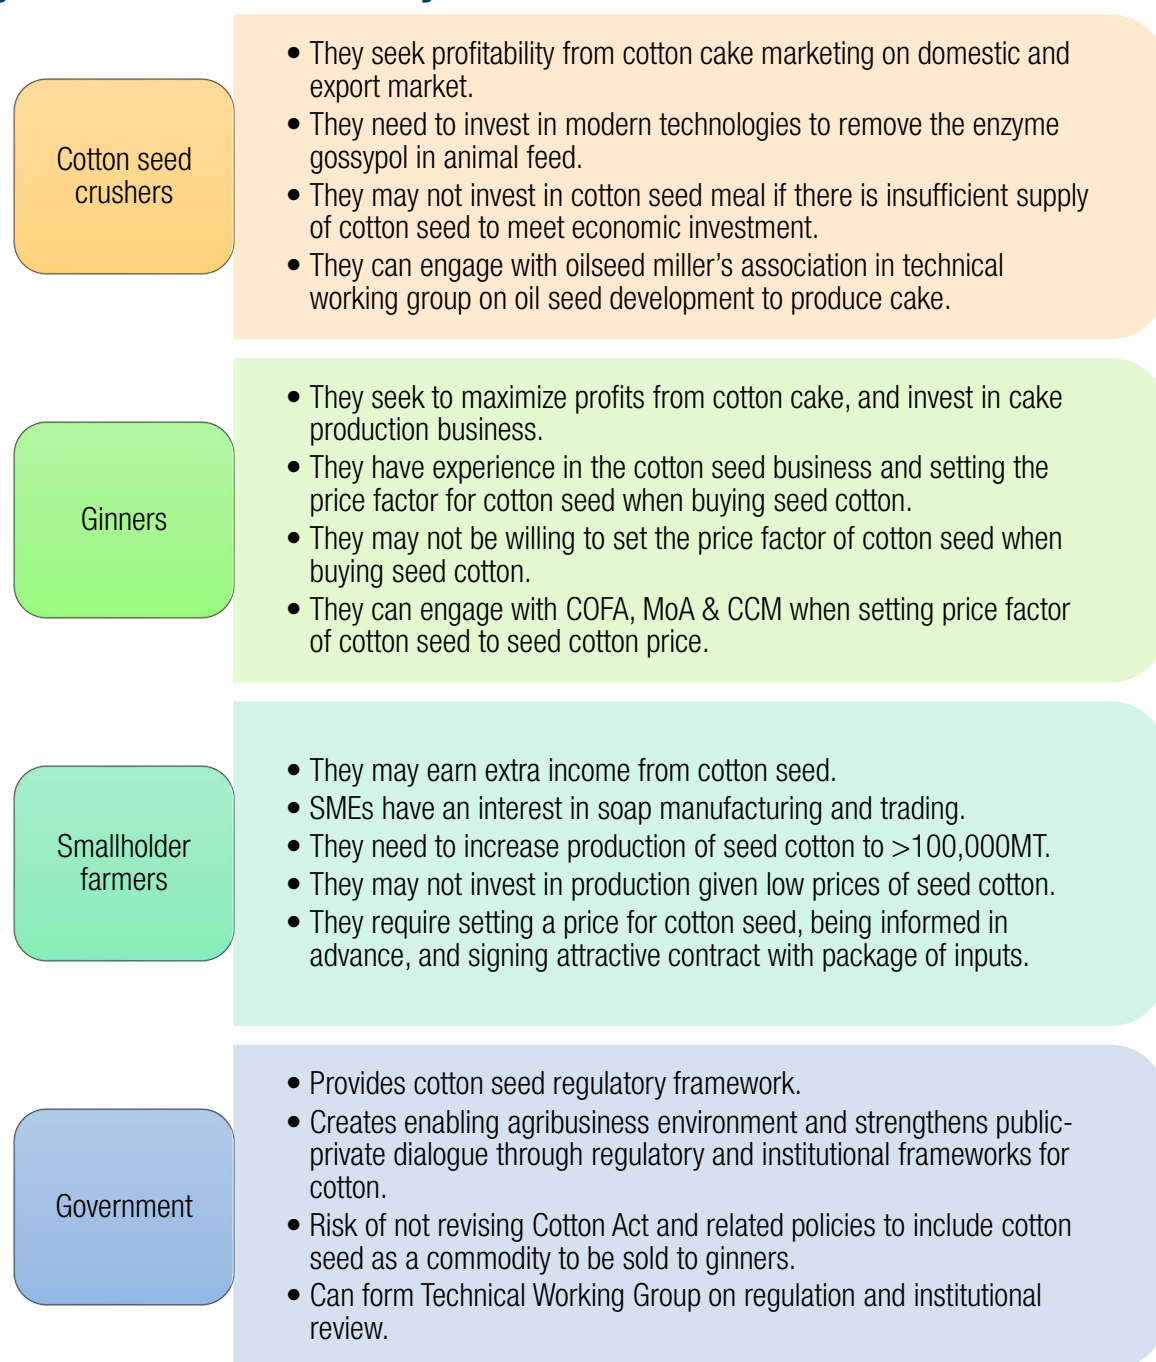 Cotton seed
crushers
• They seek profitability from cotton cake marketing on domestic and
export market.
• They need to invest in modern technologies to remove the enzyme
gossypol in animal feed.
• They may not invest in cotton seed meal if there is insufficient supply
of cotton seed to meet economic investment.
• They can engage with oilseed miller’s association in technical
working group on oil seed development to produce cake.
Ginners
• They seek to maximize profits from cotton cake, and invest in cake
production business.
• They have experience in the cotton seed business and setting the
price factor for cotton seed when buying seed cotton.
• They may not be willing to set the price factor of cotton seed when
buying seed cotton.
• They can engage with COFA, MoA & CCM when setting price factor
of cotton seed to seed cotton price.
Smallholder
farmers
• They may earn extra income from cotton seed.
• SMEs have an interest in soap manufacturing and trading.
• They need to increase production of seed cotton to >100,000MT.
• They may not invest in production given low prices of seed cotton.
• They require setting a price for cotton seed, being informed in
advance, and signing attractive contract with package of inputs.
Government
• Provides cotton seed regulatory framework.
• Creates enabling agribusiness environment and strengthens public-
private dialogue through regulatory and institutional frameworks for
cotton.
• Risk of not revising Cotton Act and related policies to include cotton
seed as a commodity to be sold to ginners.
• Can form Technical Working Group on regulation and institutional
review.